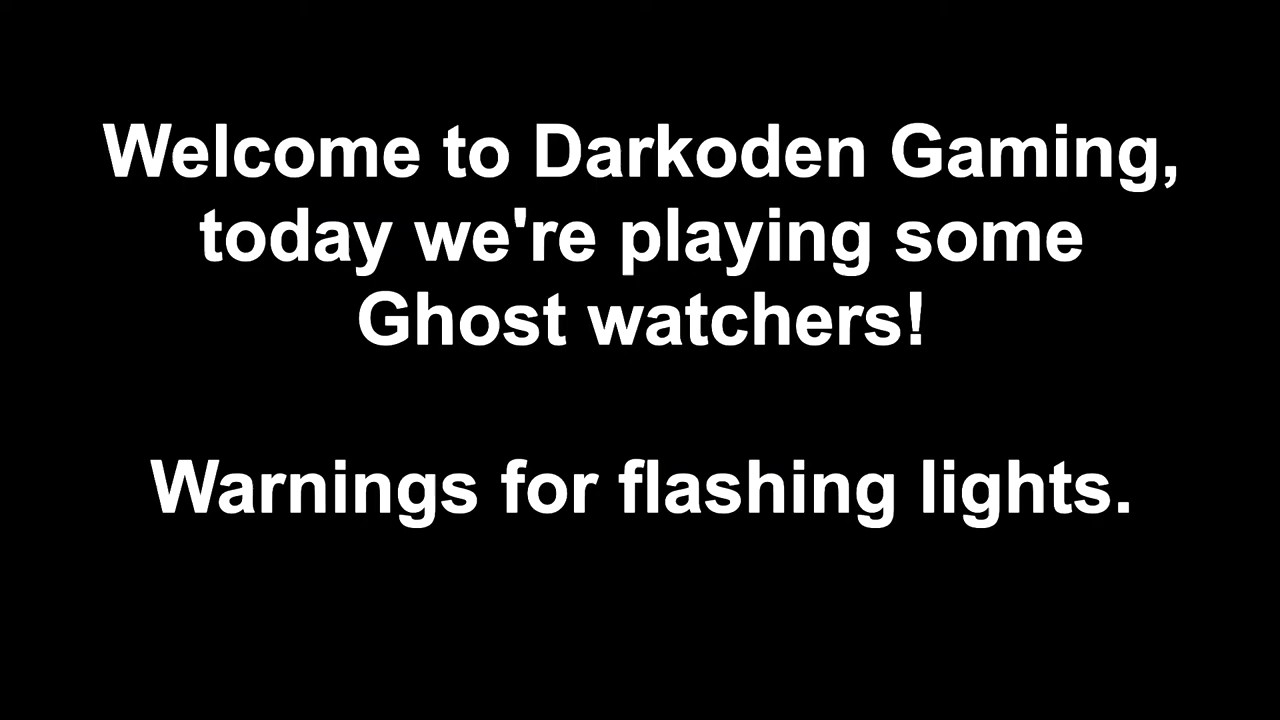 Welcome to Darkoden Gaming,
today we're playing some
Ghost watchers!
Warnings for flashing lights.